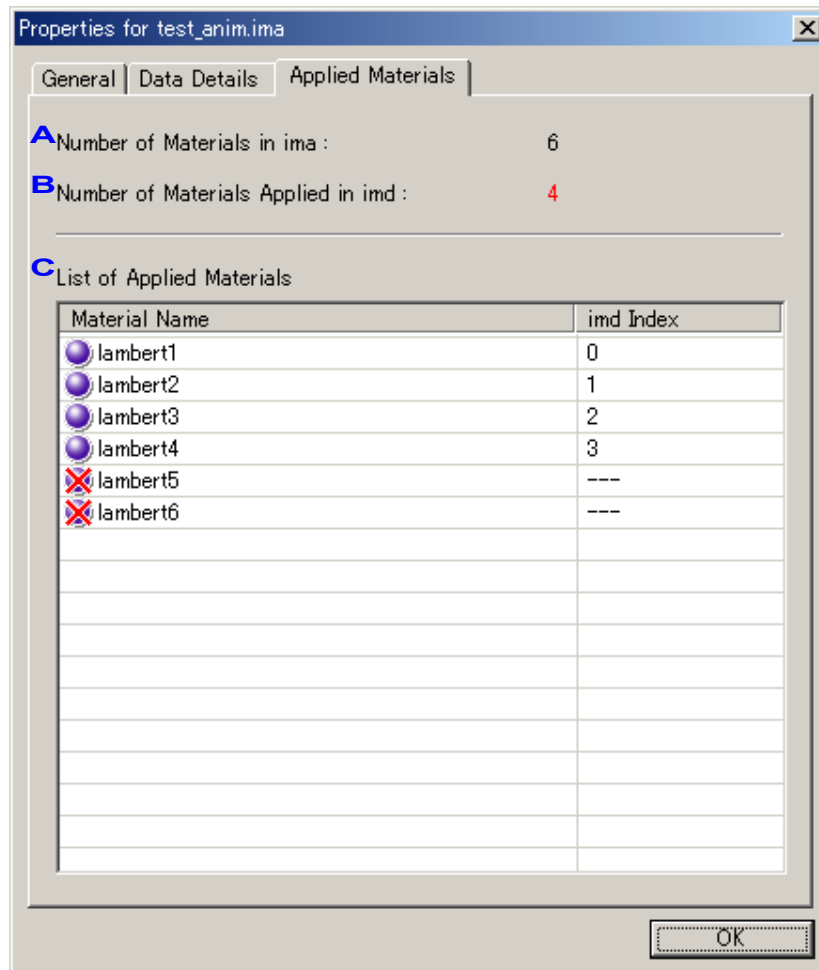 Properties for test_anim.ima
General Data Details Applied Materials
A Number of Materials in ima : 6
B Number of Materials Applied in imd : 4
C List of Applied Materials
Material Name imd Index
lambert1 0
lambert2 1
lambert3 2
lambert4 3
lambert5 ---
lambert6 ---
OK